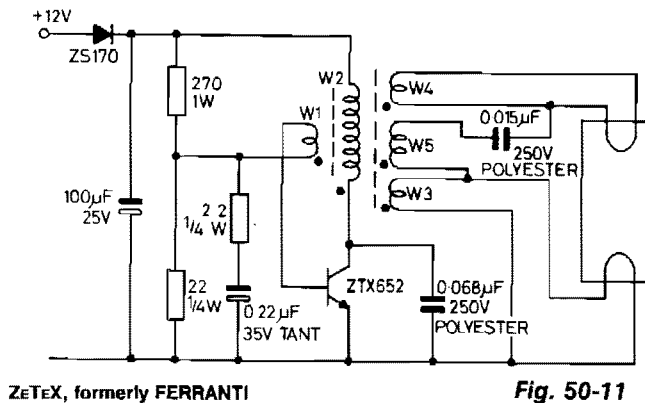 +12V
ZS170
270
1W
W1
W2
W4
0.015µF
250V
POLYESTER
W5
W3
100µF
25V
2·2
1/4 W
22
1/4W
0.22µF
35V TANT
ZTX652
0.068µF
250V
POLYESTER
ZETEX, formerly FERRANTI
Fig. 50-11